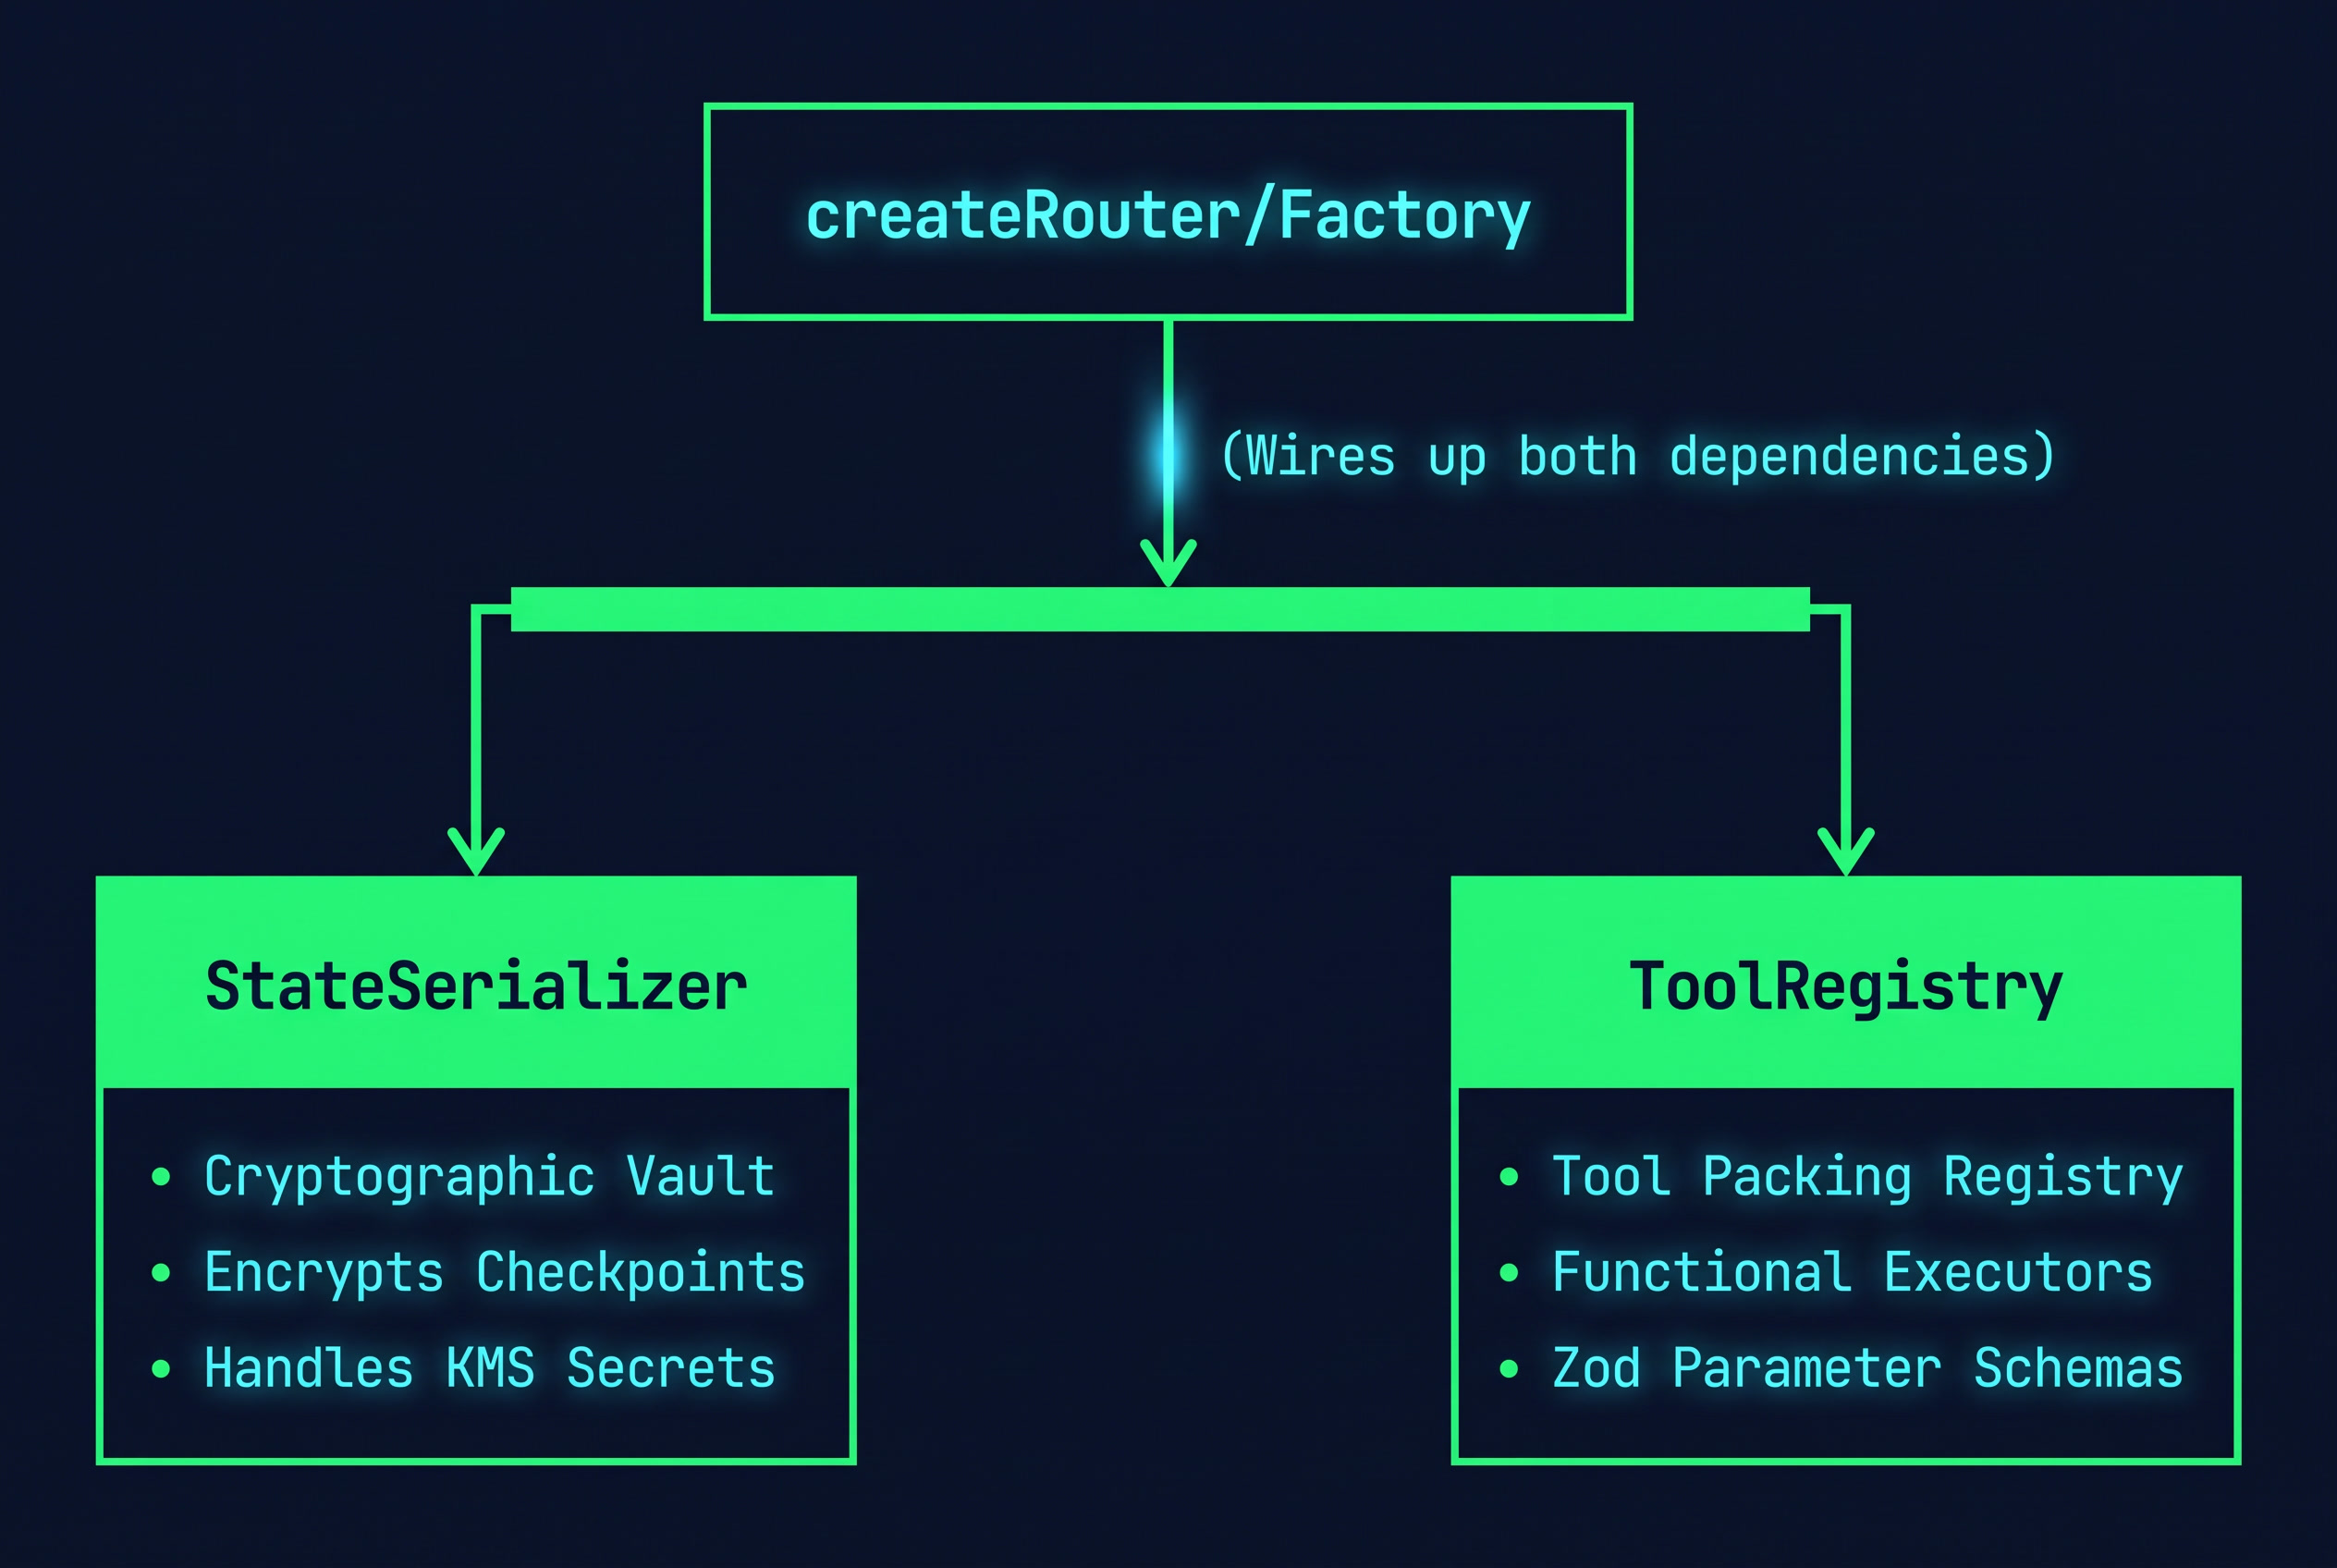 createRouter/Factory
(Wires up both dependencies)
StateSerializer
• Cryptographic Vault
• Encrypts Checkpoints
• Handles KMS Secrets
ToolRegistry
• Tool Packing Registry
• Functional Executors
• Zod Parameter Schemas